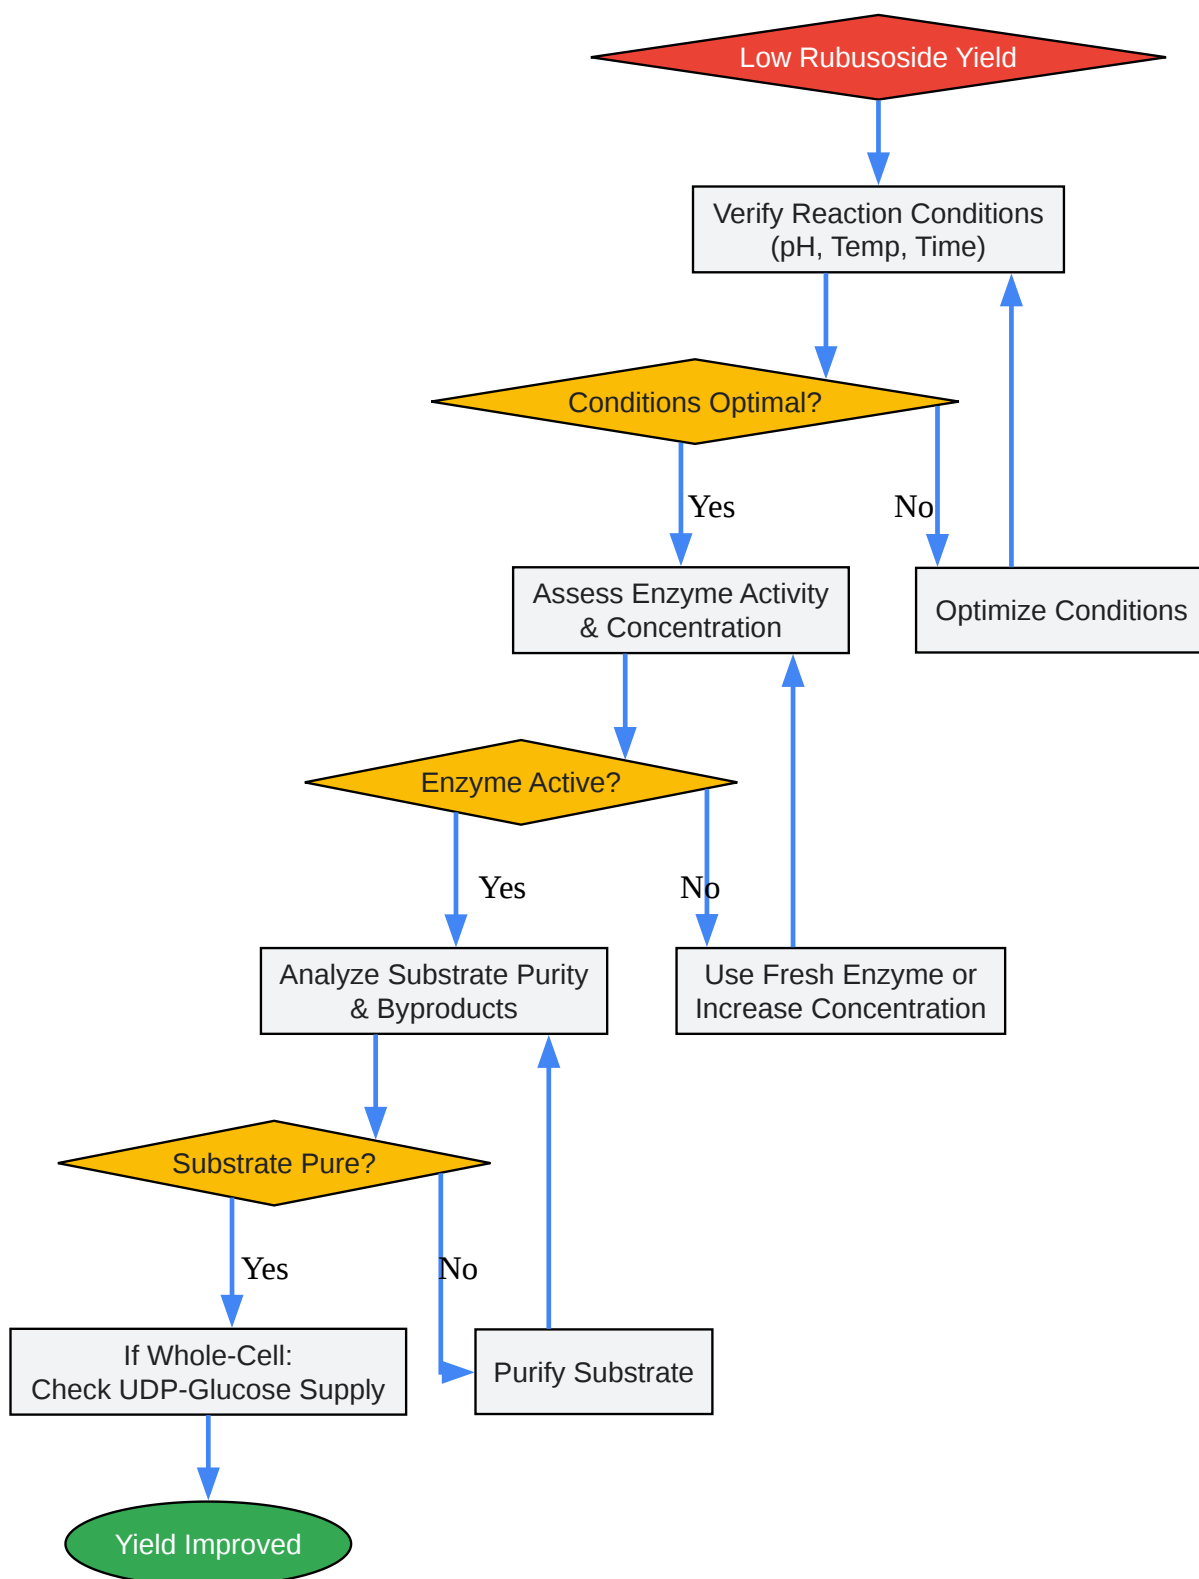 Low Rubusoside Yield
Verify Reaction Conditions
(pH, Temp, Time)
Conditions Optimal?
Yes
No
Assess Enzyme Activity
& Concentration
Optimize Conditions
Enzyme Active?
Yes
No
Analyze Substrate Purity
& Byproducts
Use Fresh Enzyme or
Increase Concentration
Substrate Pure?
Yes
No
If Whole-Cell:
Check UDP-Glucose Supply
Purify Substrate
Yield Improved